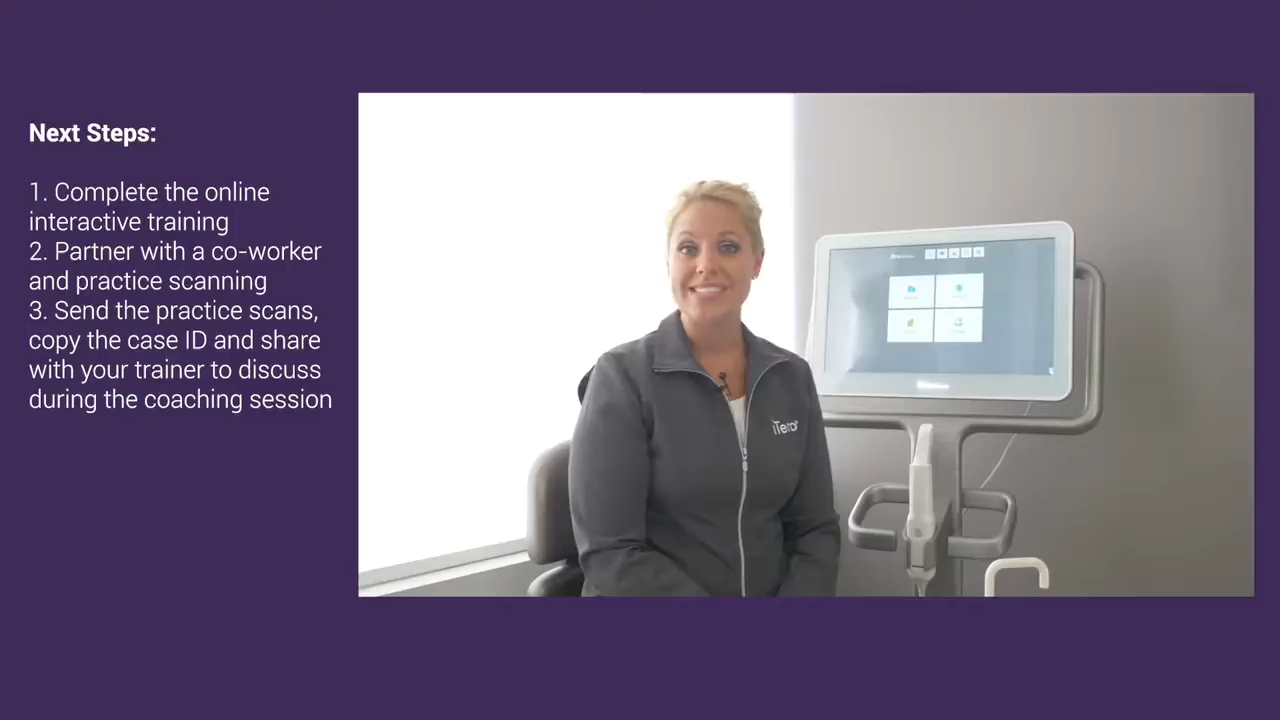 Next Steps:
1. Complete the online
interactive training
2. Partner with a co-worker
and practice scanning
3. Send the practice scans,
copy the case ID and share
with your trainer to discuss
during the coaching session
iTero